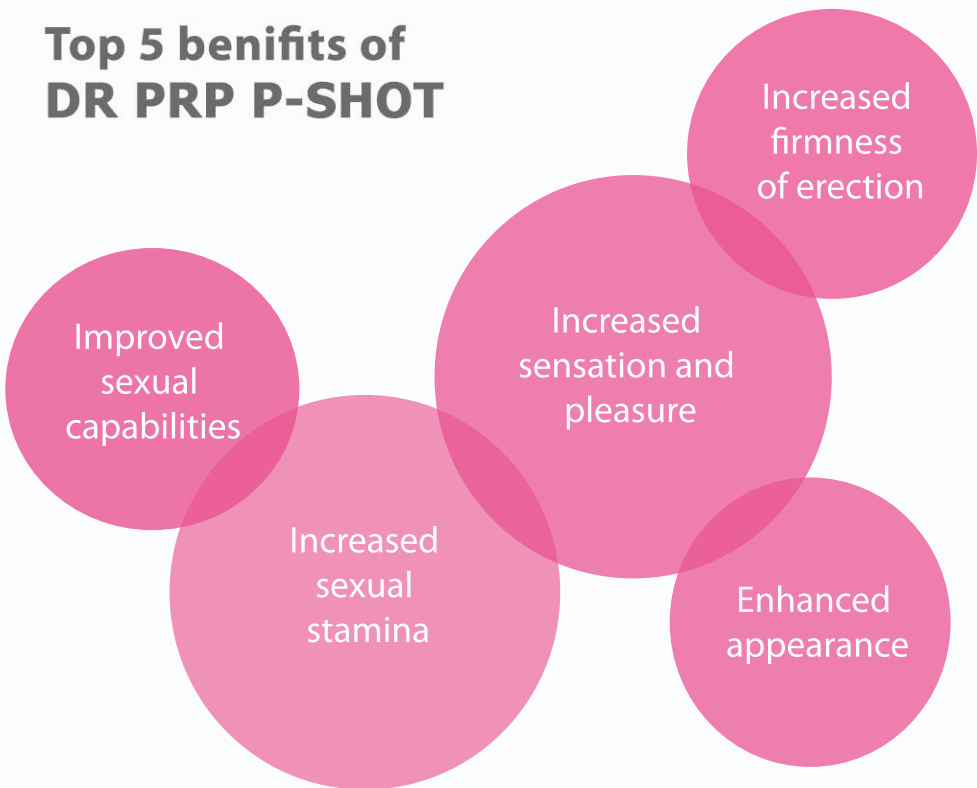 Top 5 benifits of
DR PRP P-SHOT
Increased
firmness
of erection
Increased
sensation and
pleasure
Improved
sexual
capabilities
Increased
sexual
stamina
Enhanced
appearance